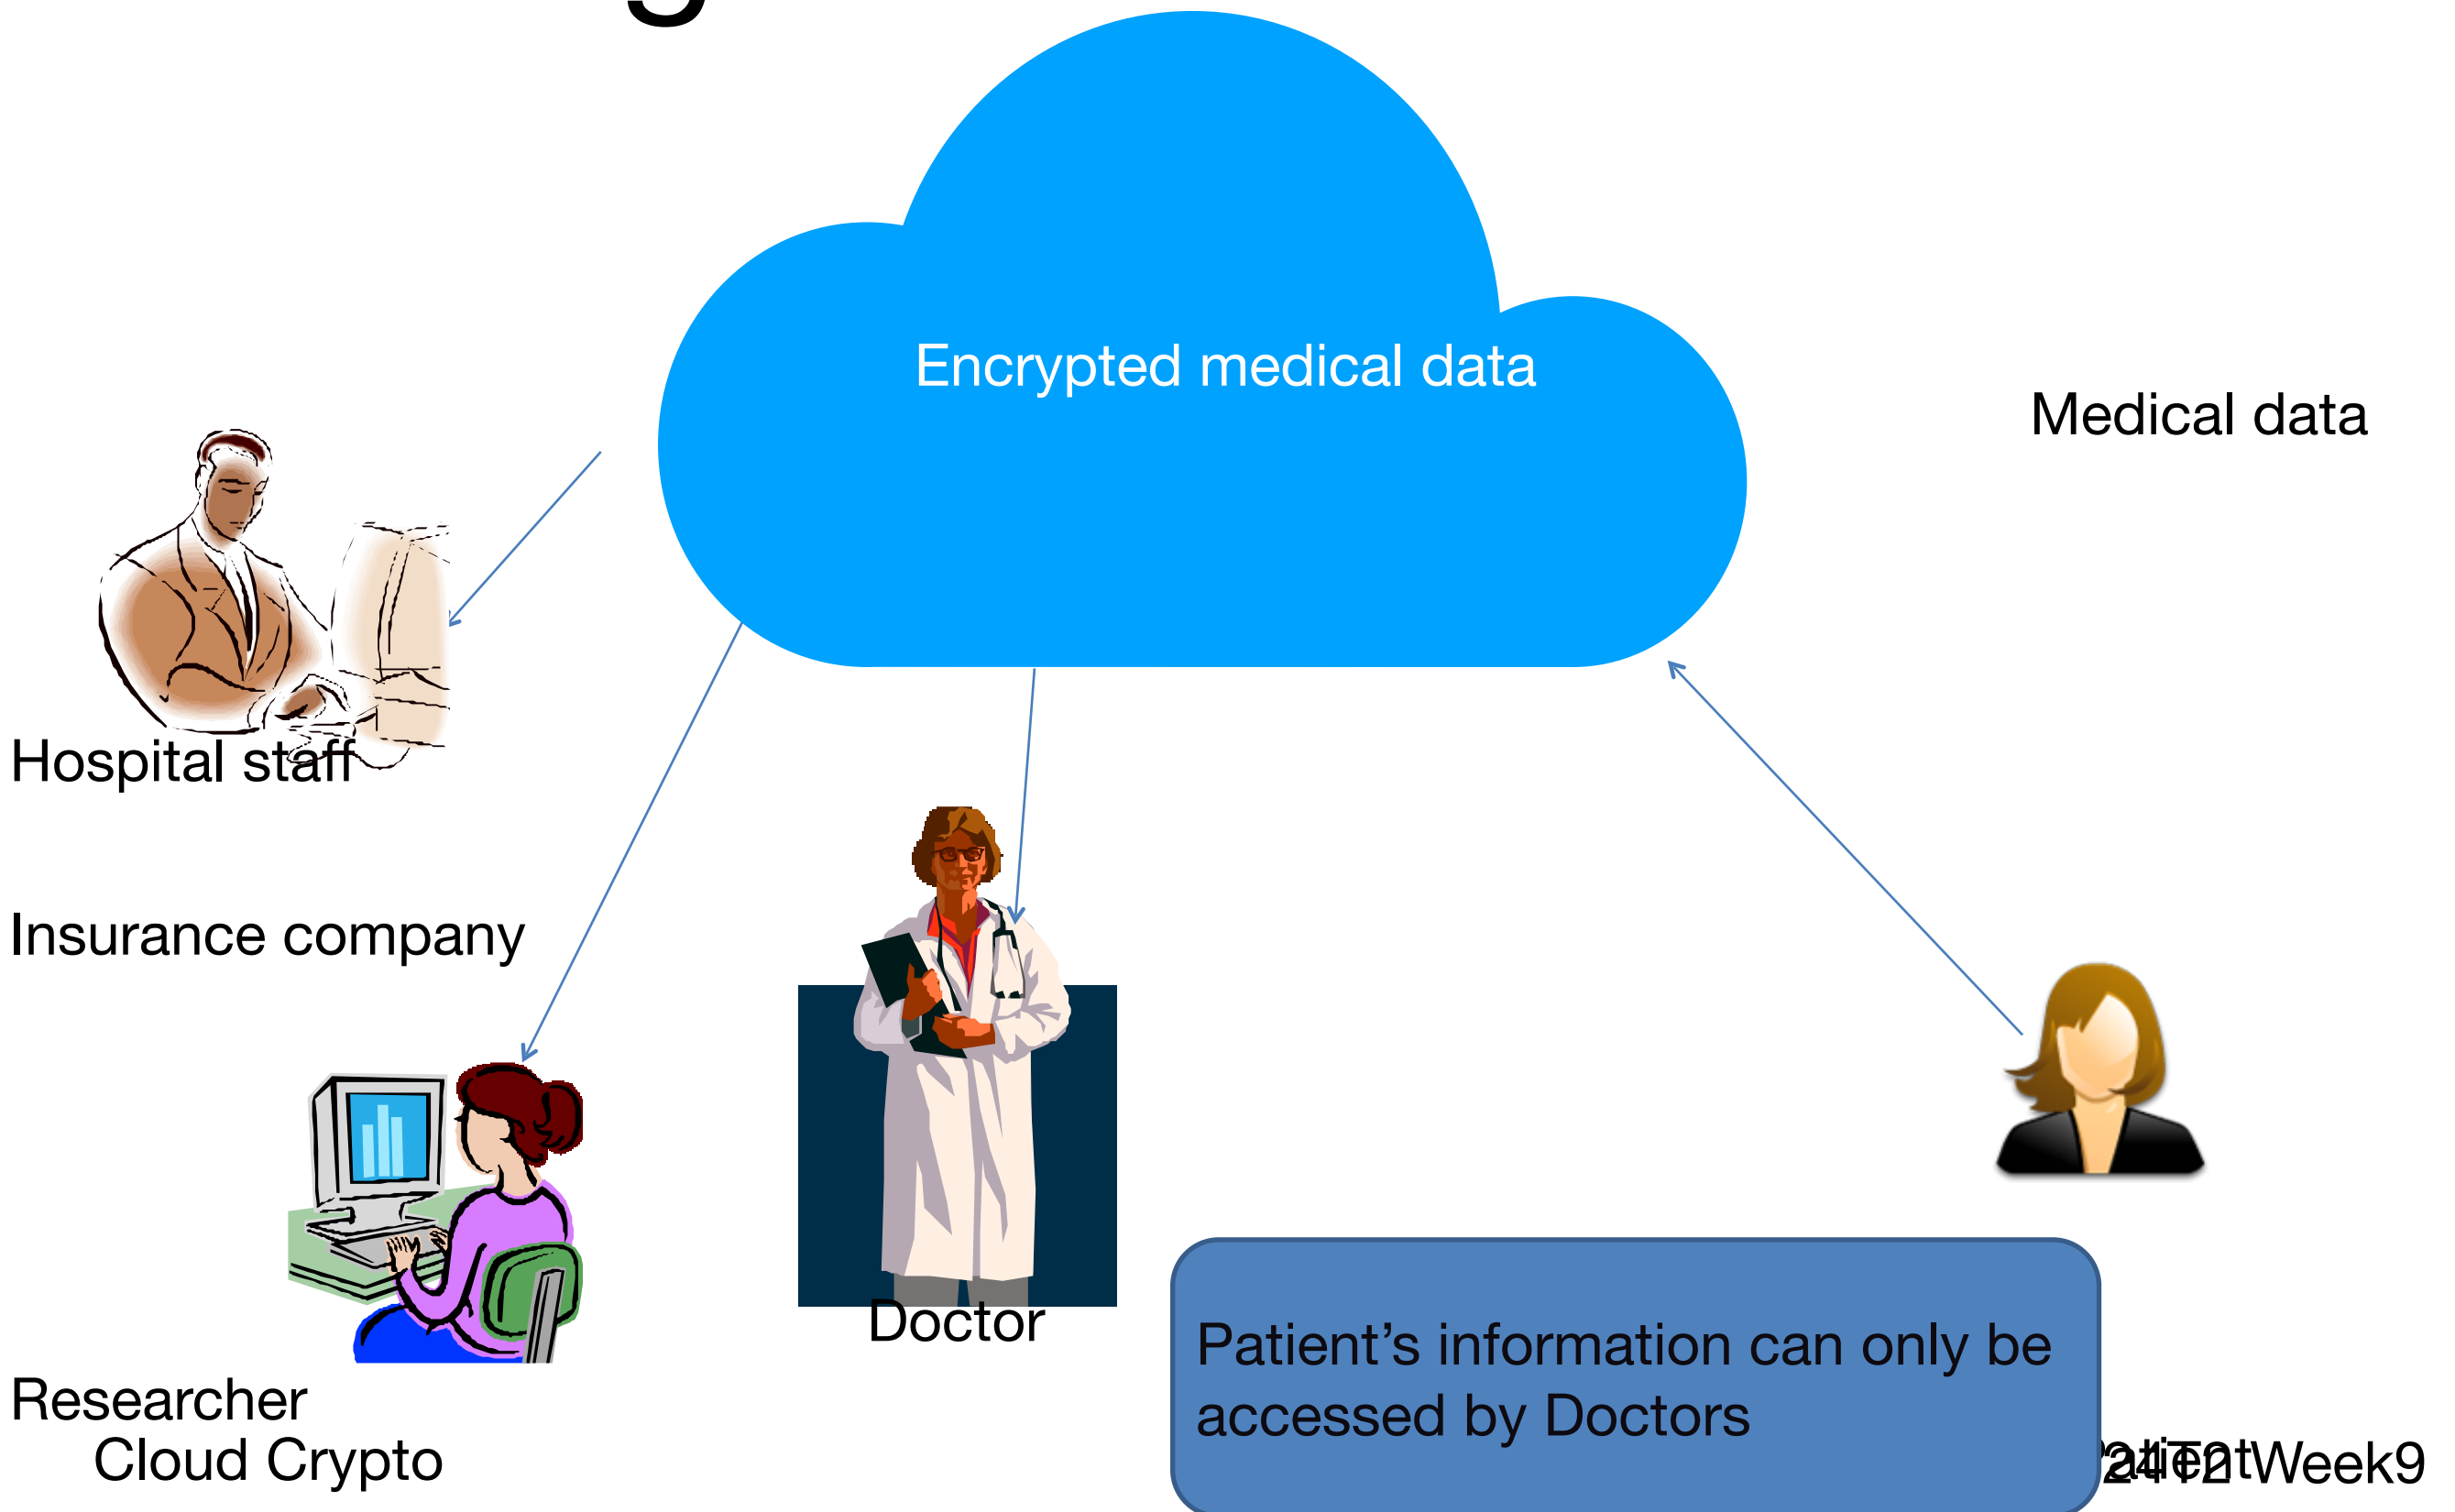 Encrypted medical data
Medical data
Hospital staff
Insurance company
Doctor
Patient’s information can only be
accessed by Doctors
Researcher
Cloud Crypto
Week9